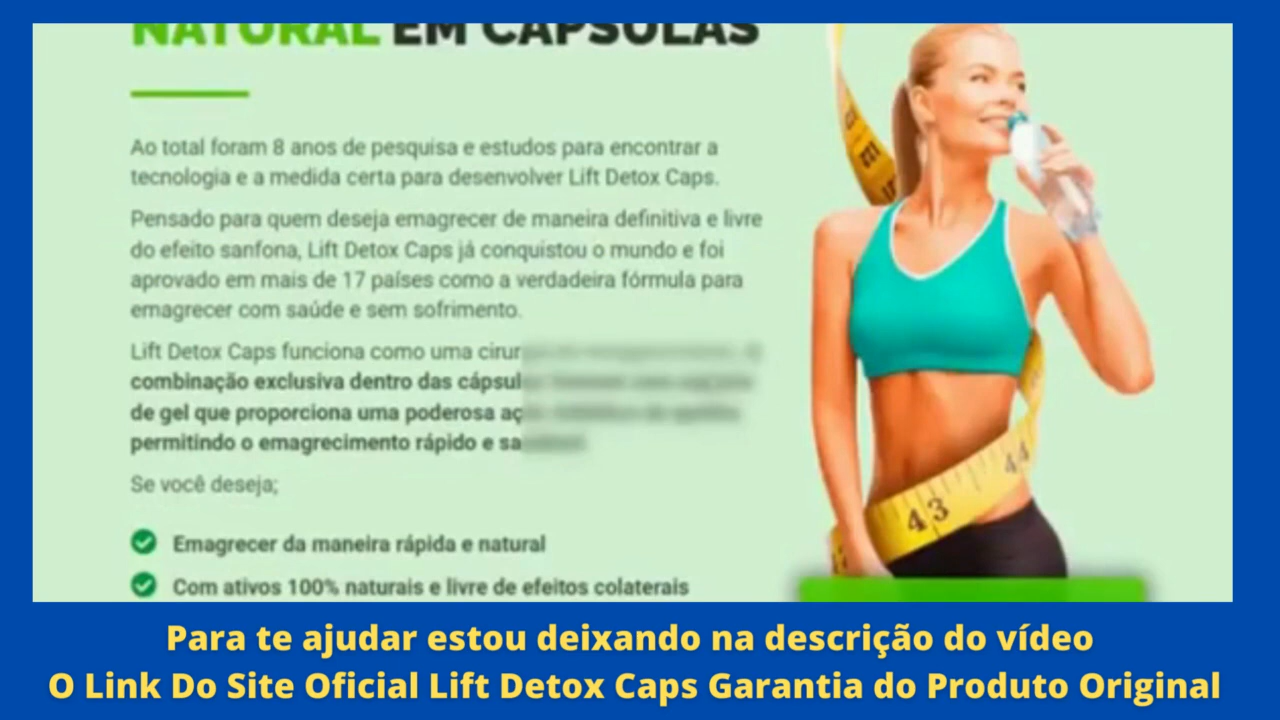 NATURAL EM CÁPSULAS
Ao total foram 8 anos de pesquisa e estudos para encontrar a
tecnologia e a medida certa para desenvolver Lift Detox Caps.
Pensado para quem deseja emagrecer de maneira definitiva e livre
do efeito sanfona, Lift Detox Caps já conquistou o mundo e foi
aprovado em mais de 17 países como a verdadeira fórmula para
emagrecer com saúde e sem sofrimento.
Lift Detox Caps funciona como uma
combinação exclusiva dentro das
de gel que proporciona uma poderosa
permitindo o emagrecimento rápido e
Se você deseja;
Emagrecer da maneira rápida e natural
Com ativos 100% naturais e livre de efeitos colaterais
43
44
Para te ajudar estou deixando na descrição do vídeo
O Link Do Site Oficial Lift Detox Caps Garantia do Produto Original